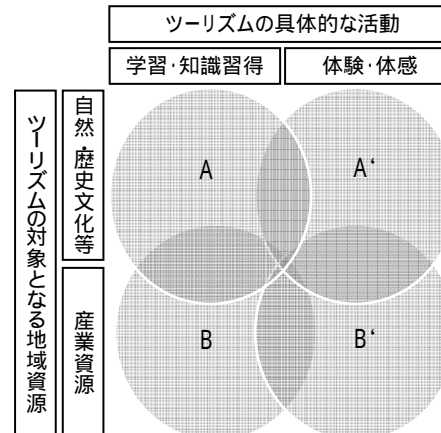 ツーリズムの具体的な活動
学習・知識習得
体験・体感
ツーリズムの対象となる地域資源
自然・歴史文化等
産業資源
A
A‘
B
B‘